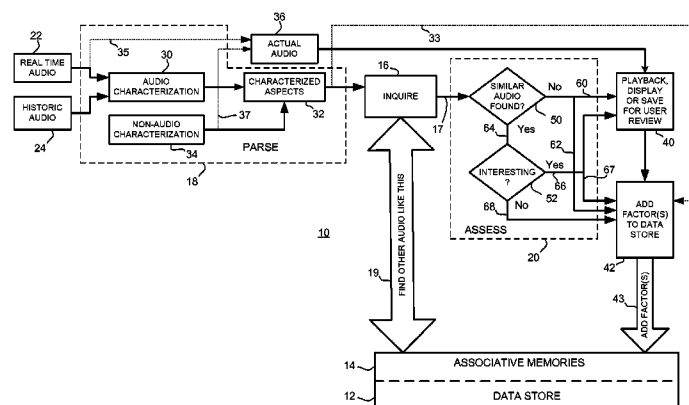 22
REAL TIME
AUDIO
35
30
AUDIO
CHARACTERIZATION
36
ACTUAL
AUDIO
33
HISTORIC
AUDIO
24
NON-AUDIO
CHARACTERIZATION
34
37
CHARACTERIZED
ASPECTS
32
PARSE
18
16
INQUIRE
17
SIMILAR
AUDIO
FOUND?
50
No
60
64
Yes
62
INTERESTING
?
52
Yes
66
67
68
No
ASSESS
20
PLAYBACK,
DISPLAY
OR SAVE
FOR USER
REVIEW
40
ADD
FACTOR(S)
TO DATA
STORE
42
43
ADD FACTOR(S)
10
19
FIND OTHER AUDIO LIKE THIS
14
ASSOCIATIVE MEMORIES
12
DATA STORE